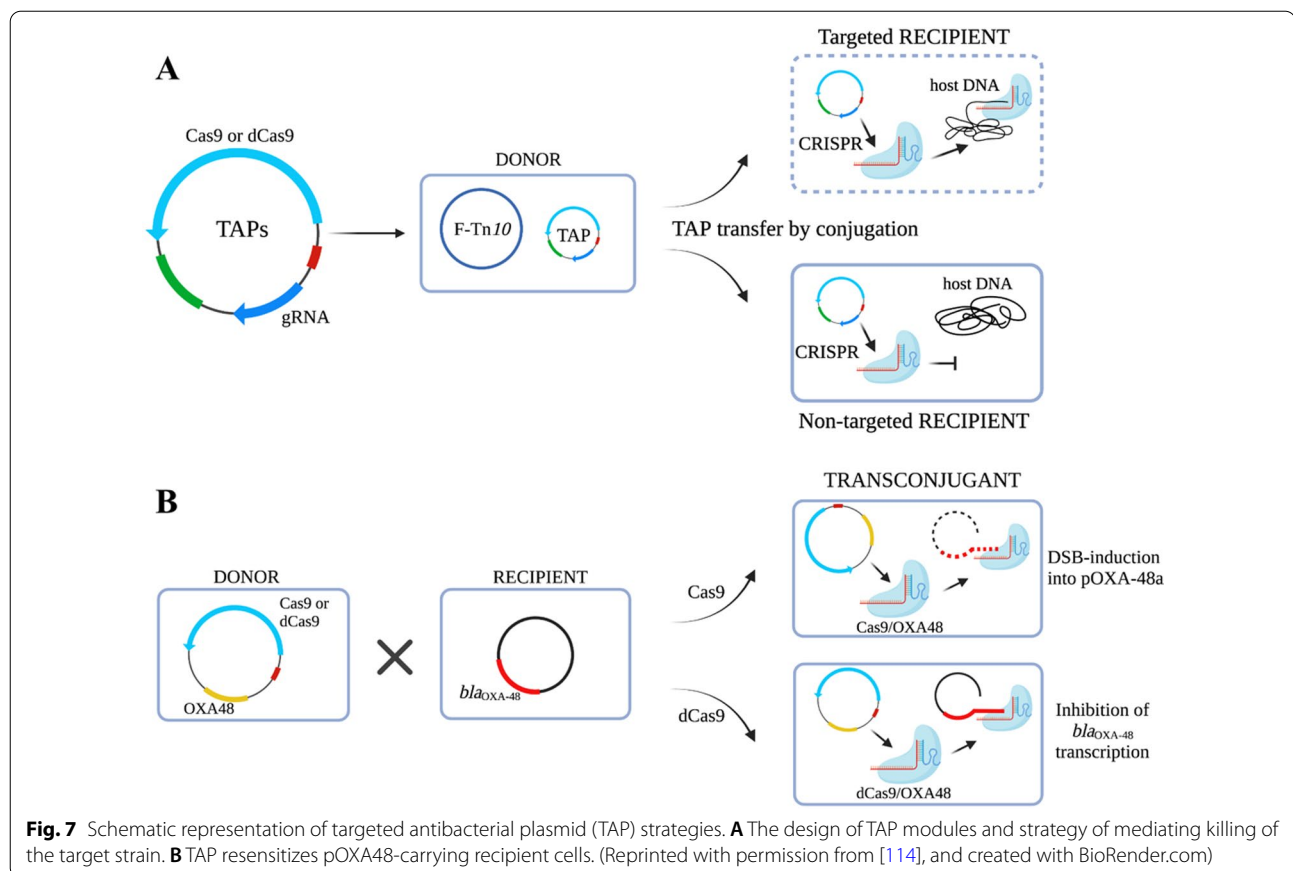 A
Targeted RECIPIENT
host DNA
CRISPR
Cas9 or dCas9
TAPs
gRNA
DONOR
F-Tn10
TAP
TAP transfer by conjugation
host DNA
CRISPR
Non-targeted RECIPIENT
B
DONOR
Cas9 or
dCas9
OXA48
RECIPIENT
blaOXA-48
Cas9
dCas9
TRANSCONJUGANT
Cas9/OXA48
DSB-induction
into pOXA-48a
dCas9/OXA48
Inhibition of
blaOXA-48
transcription
Fig. 7 Schematic representation of targeted antibacterial plasmid (TAP) strategies. A The design of TAP modules and strategy of mediating killing of
the target strain. B TAP resensitizes pOXA48-carrying recipient cells. (Reprinted with permission from [114], and created with BioRender.com)